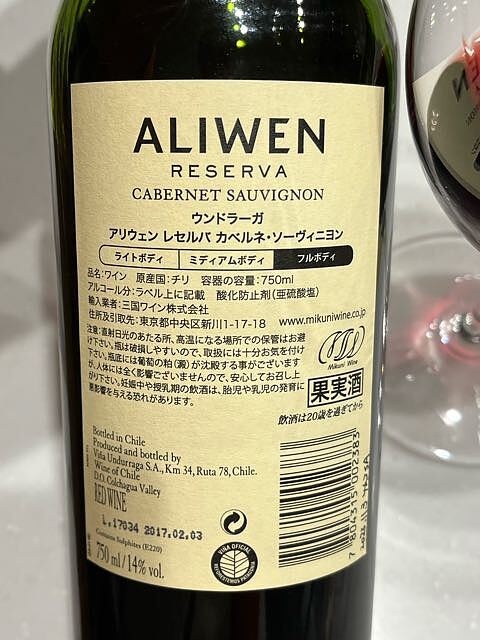 ALIWEN
RESERVA
CABERNET SAUVIGNON
ウンドラーガ
アリウェン レセルバ カベルネ・ソーヴィニヨン
ライトボディ ミディアムボディ フルボディ
品名:ワイン 原産国:チリ 容器の容量:750ml
アルコール分:ラベル上に記載 酸化防止剤(亜硫酸塩)
輸入業者:三国ワイン株式会社
住所及引取先:東京都中央区新川1-17-18 www.mikuniwine.co.jp
注意:直射日光のあたる所、高温になる場所での保管はお避
け下さい。瓶は破損しやすいので、取扱には十分お気を付け
下さい。瓶底には葡萄の粕(澱)が沈殿する事がございます
が、人体には全く影響ございませんので、安心してお召し上
がり下さい。妊娠中や授乳期の飲酒は、胎児や乳児の発育に
悪影響を与える恐れがあります。
Mikuni Wine
果実酒
飲酒は20歳を過ぎてから
Bottled in Chile
Produced and bottled by
Viña Undurraga S.A., Km 34, Ruta 78, Chile.
Wine of Chile
D.O. Colchagua Valley
RED WINE
L.17034 2017.02.03
Contains Sulphites (E220)
750 ml / 14% vol.
VIÑA OFICIAL
REFORESTEMOS PATAGONIA
7 804315 002383